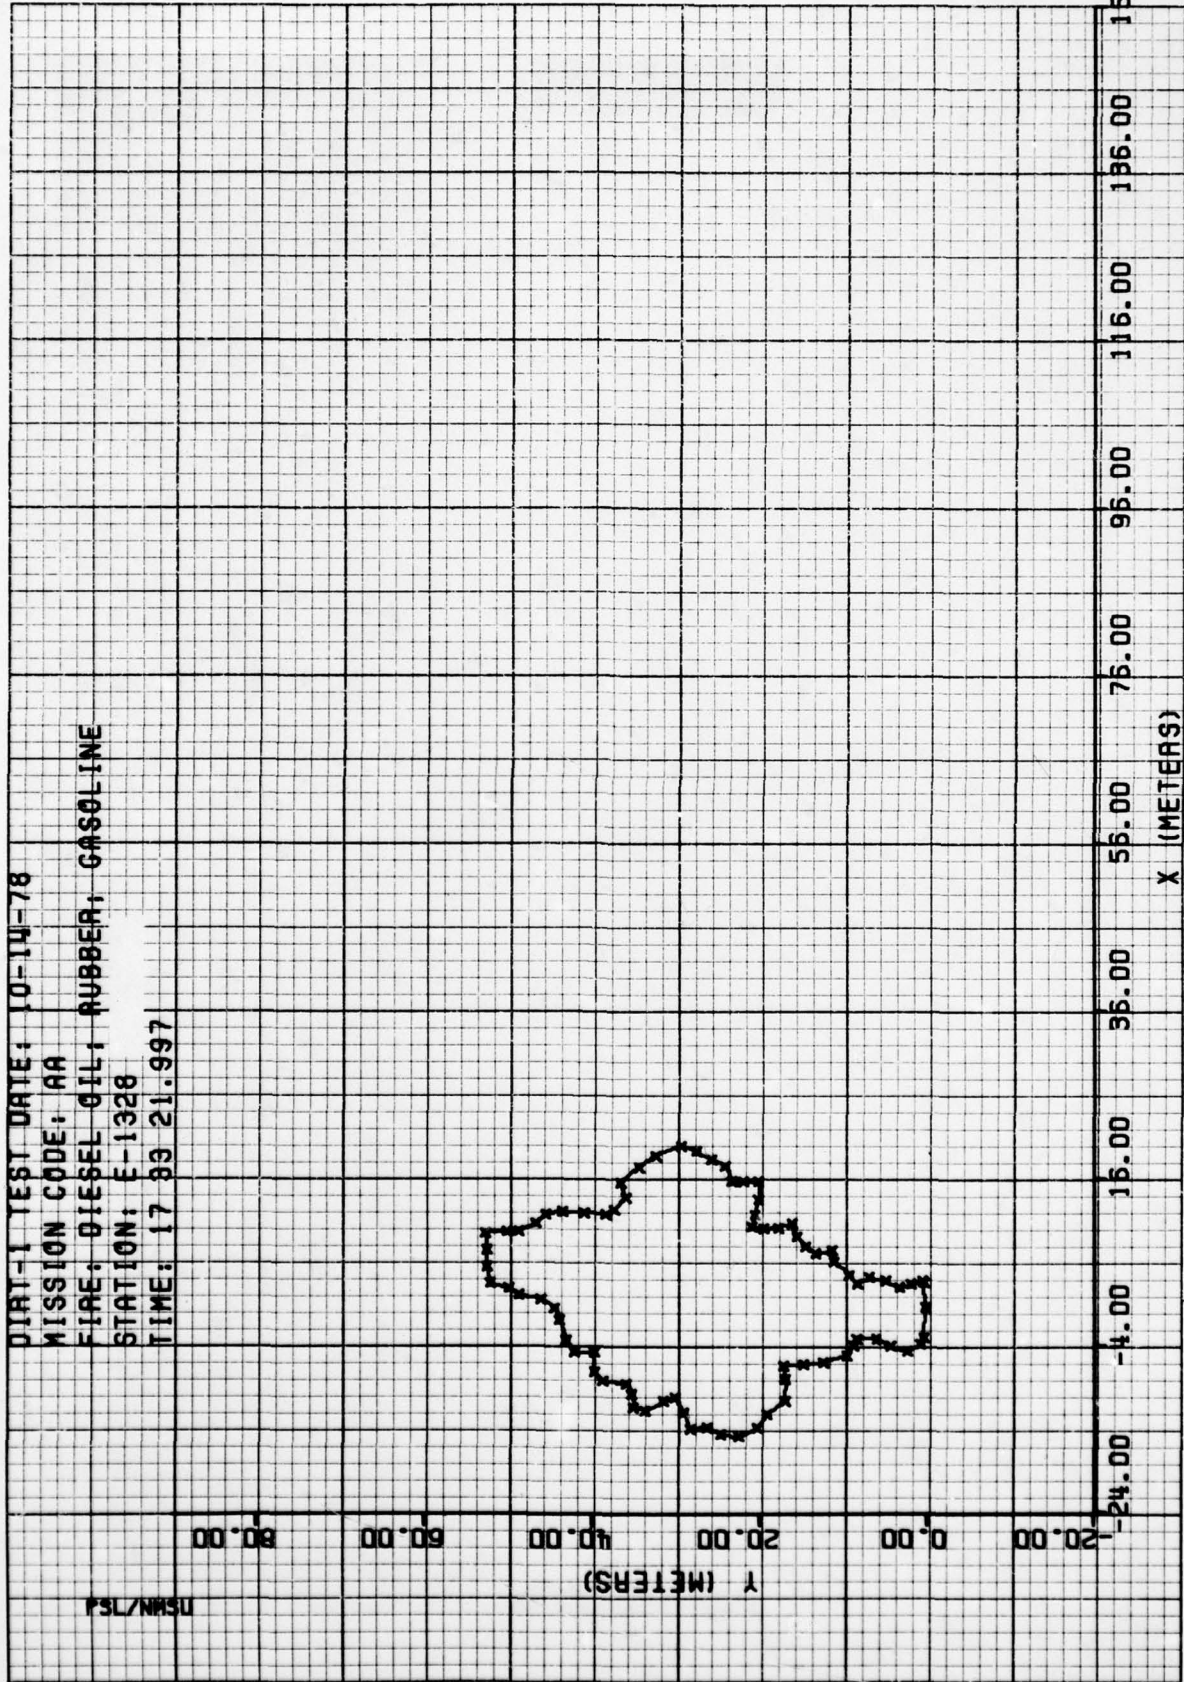 DIRT-1 TEST DATE: 10-14-78
MISSION CODE: AA
FIRE: DIESEL OIL; RUBBER; GASOLINE
STATION: E-1328
TIME: 17 33 21.997
PSL/NMSU
80.00
60.00
40.00
20.00
0.00
-20.00
Y (METERS)
-24.00
-4.00
16.00
36.00
56.00
76.00
96.00
116.00
136.00
X (METERS)